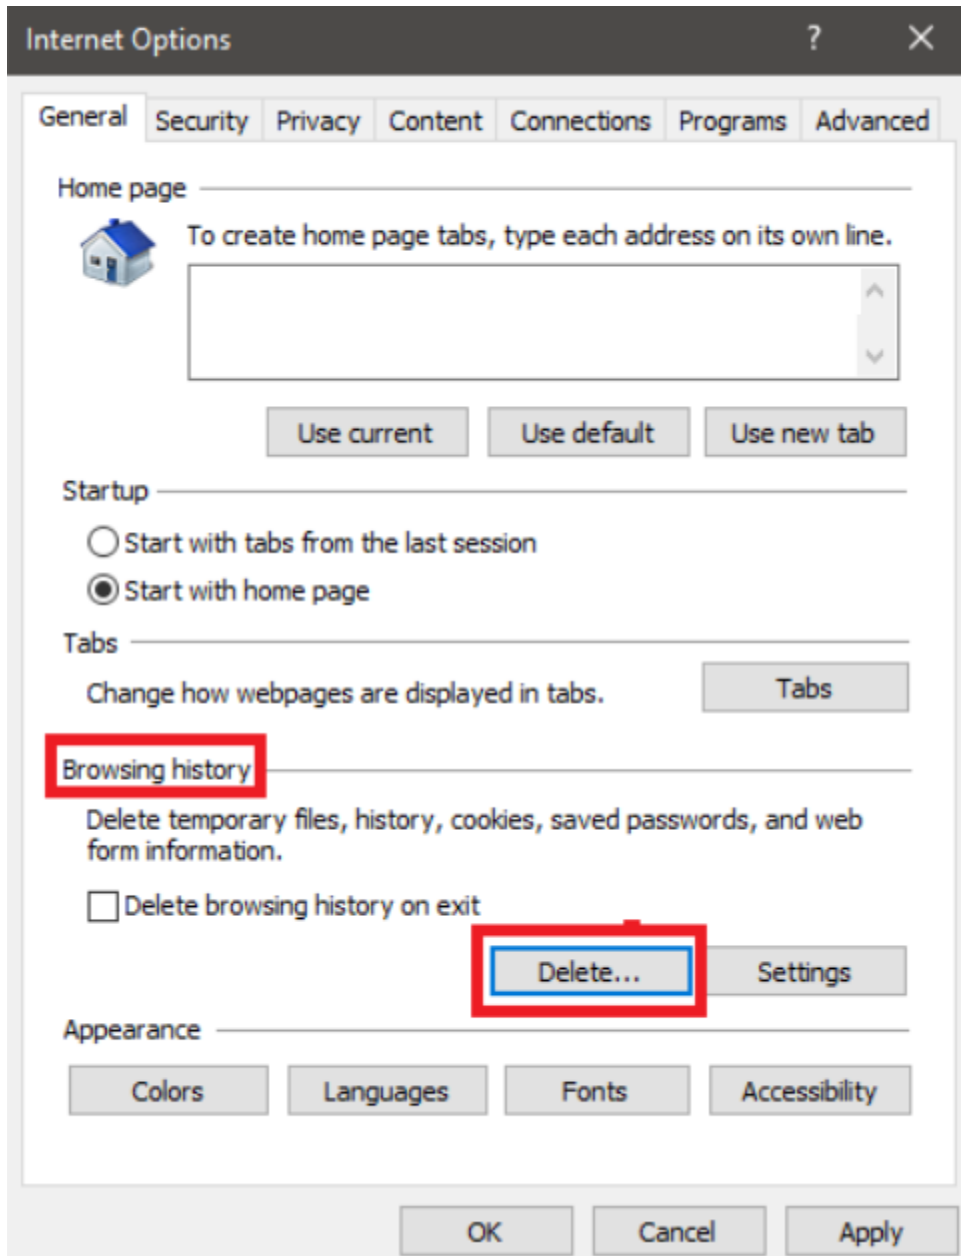 Internet Options ?
General Security Privacy Content Connections Programs Advanced
Home page
To create home page tabs, type each address on its own line.
Use current Use default Use new tab
Startup
Start with tabs from the last session
Start with home page
Tabs
Change how webpages are displayed in tabs. Tabs
Browsing history
Delete temporary files, history, cookies, saved passwords, and web
form information.
Delete browsing history on exit
Delete... Settings
Appearance
Colors Languages Fonts Accessibility
OK Cancel Apply